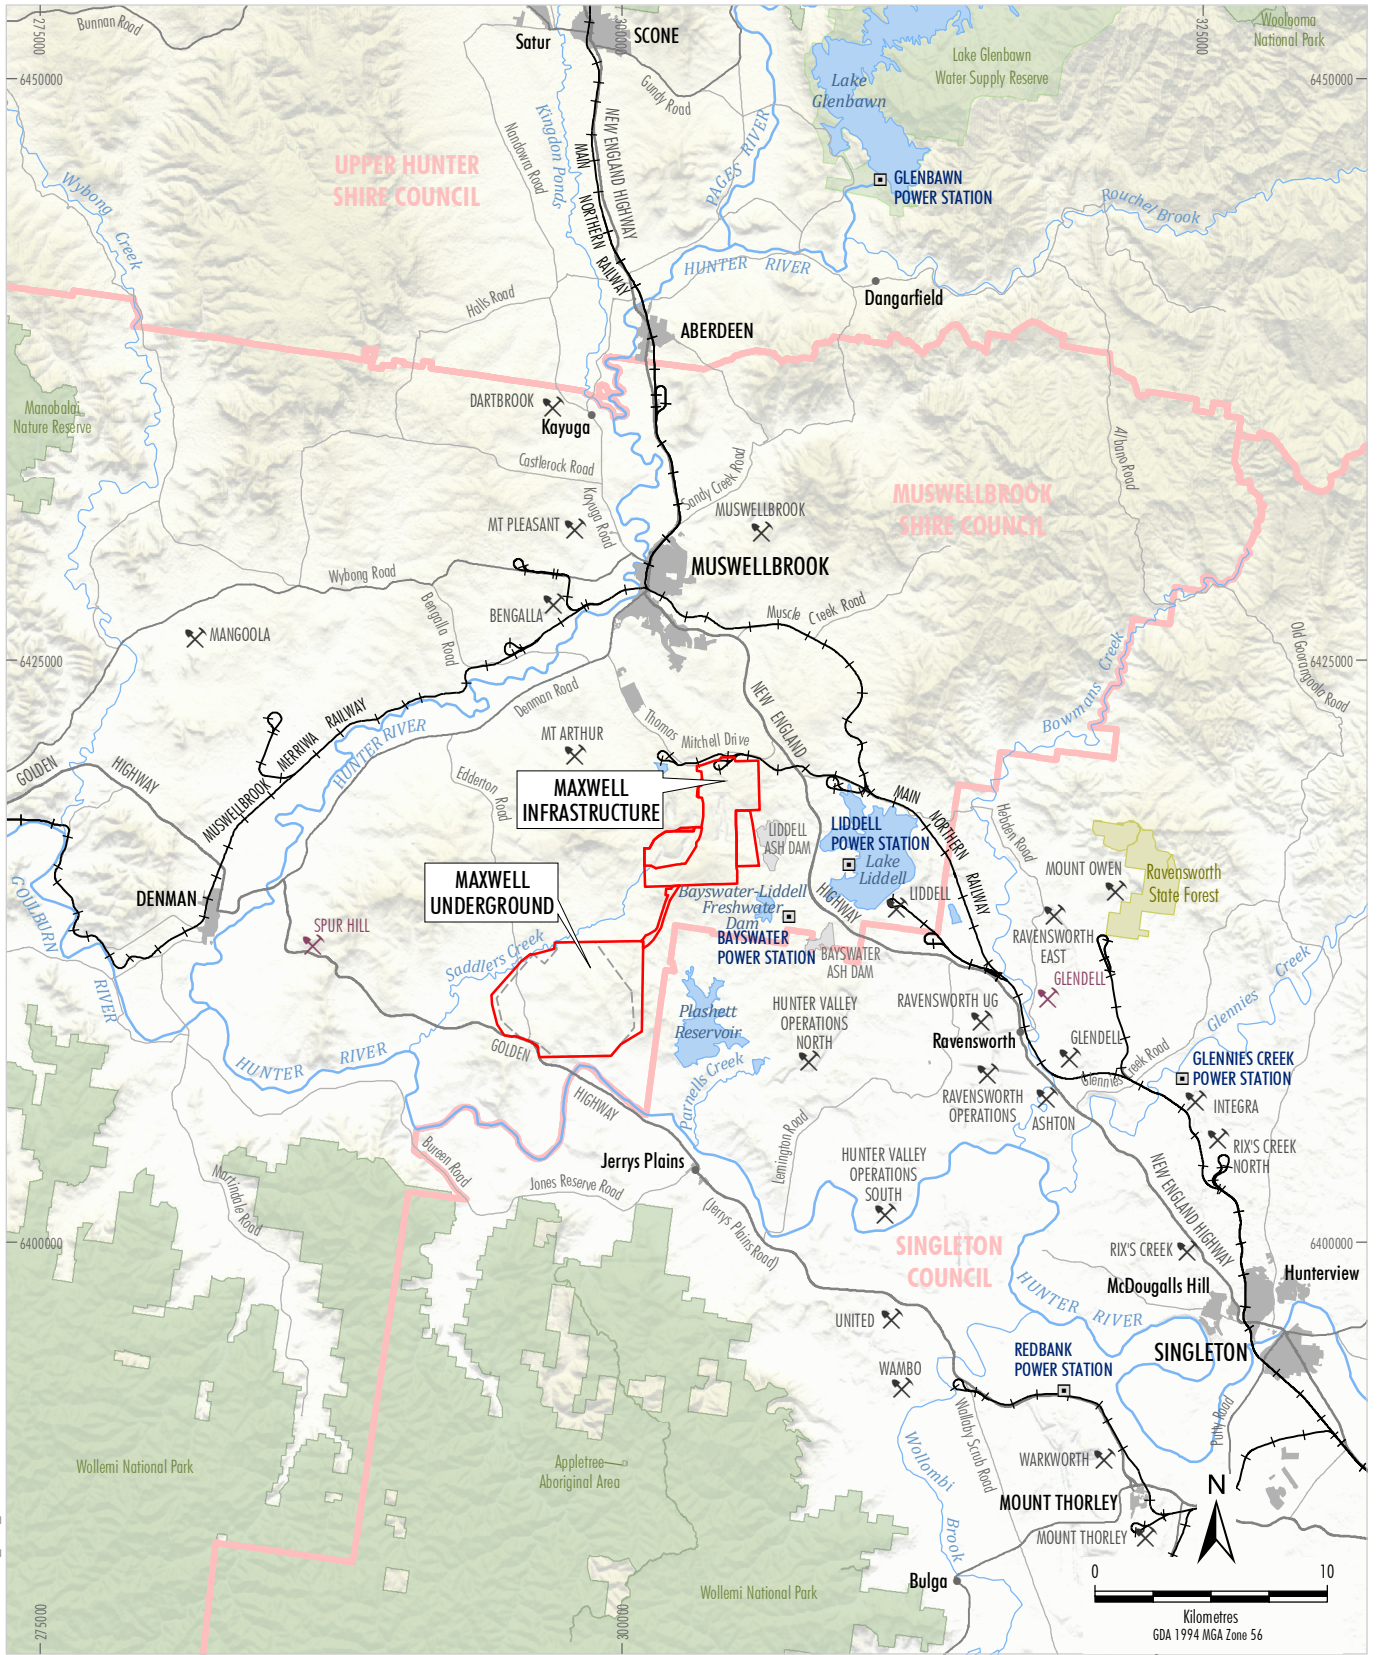 275000
Bunnan Road
Satur
SCONE
300000
325000
Woolooma
National Park
6450000
6450000
Gundy Road
Lake
Glenbawn
Lake Glenbawn
Water Supply Reserve
Kingdon Ponds
Nandowra Road
MAIN
NORTHERN
RAILWAY
NEW ENGLAND HIGHWAY
PAGES RIVER
UPPER HUNTER
SHIRE COUNCIL
Wybong
Creek
GLENBAWN
POWER STATION
Rouchel Brook
HUNTER RIVER
Dangarfield
Halls Road
ABERDEEN
Manobalai
Nature Reserve
DARTBROOK
Kayuga
Castlerock Road
Kayuga Road
Sandy Creek Road
Albano Road
MUSWELLBROOK
SHIRE COUNCIL
MT PLEASANT
MUSWELLBROOK
MUSWELLBROOK
Wybong Road
Bengalla Road
BENGALLA
Muscle Creek Road
MANGOOLA
6425000
6425000
Bowmans Creek
Old Goorangoola Road
Denman Road
NEW ENGLAND
HIGHWAY
Thomas
Mitchell Drive
MT ARTHUR
MUSWELLBROOK MERRIWA RAILWAY
HUNTER RIVER
GOLDEN
HIGHWAY
Edderton Road
MAXWELL
INFRASTRUCTURE
MAIN
NORTHERN
RAILWAY
Hebden Road
LIDDELL
ASH DAM
LIDDELL
POWER STATION
Lake
Liddell
LIDDELL
MOUNT OWEN
Ravensworth
State Forest
MAXWELL
UNDERGROUND
DENMAN
SPUR HILL
GOULBURN
RIVER
Saddlers Creek
Bayswater-Liddell
Freshwater
Dam
BAYSWATER
POWER STATION
BAYSWATER
ASH DAM
RAVENSWORTH
EAST
GLENDELL
Glennies Creek
Plashett
Reservoir
HUNTER VALLEY
OPERATIONS
NORTH
RAVENSWORTH UG
Ravensworth
GLENDELL
Glennies Creek Road
GLENNIES CREEK
POWER STATION
INTEGRA
GOLDEN
HIGHWAY
HUNTER RIVER
Parnells Creek
RAVENSWORTH
OPERATIONS
ASHTON
RIX'S CREEK
NORTH
Lemington Road
Bureen Road
Jerrys Plains
Jones Reserve Road
HUNTER VALLEY
OPERATIONS
SOUTH
Martindale Road
(Jerrys Plains Road)
NEW ENGLAND HIGHWAY
6400000
6400000
SINGLETON
COUNCIL
RIX'S CREEK
McDougalls Hill
Hunterview
HUNTER RIVER
UNITED
SINGLETON
REDBANK
POWER STATION
WAMBO
Wallaby Scrub Road
Putty Road
Wollombi
Brook
Wollemi National Park
Appletree
Aboriginal Area
WARKWORTH
MOUNT THORLEY
MOUNT THORLEY
N
Bulga
Wollemi National Park
0 10
Kilometres
GDA 1994 MGA Zone 56
275000
300000